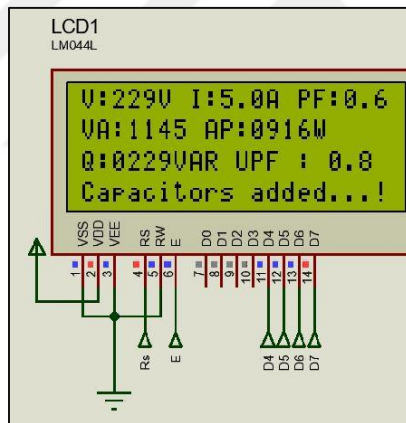 LCD1
LM044L
V:229V I:5.0A PF:0.6
VA:1145 AP:0916W
Q:0229VAR UPF : 0.8
Capacitors added...!
VSS VDD VEE RS RW E D0 D1 D2 D3 D4 D5 D6 D7
1 2 3 4 5 6 7 8 9 10 11 12 13 14
Rs E D4 D5 D6 D7